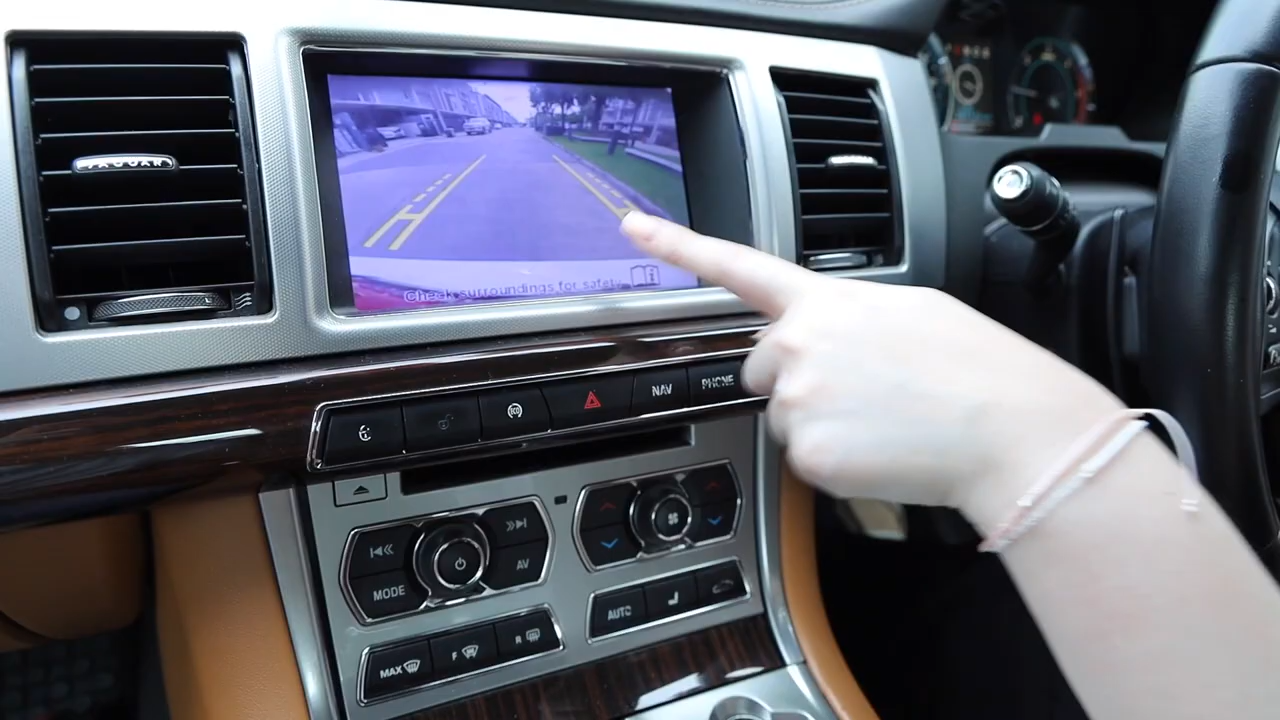 JAGUAR
Check surroundings for safety
NAV
PHONE
MODE
AV
AUTO
MAX
F
R